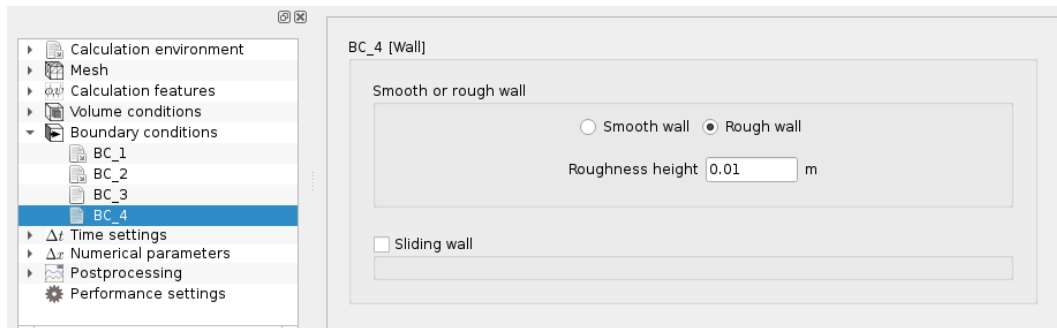 Calculation environment
Mesh
φ,ψ Calculation features
Volume conditions
Boundary conditions
BC_1
BC_2
BC_3
BC_4
Δt Time settings
Δx Numerical parameters
Postprocessing
Performance settings
BC_4 [Wall]
Smooth or rough wall
Smooth wall Rough wall
Roughness height 0.01 m
Sliding wall